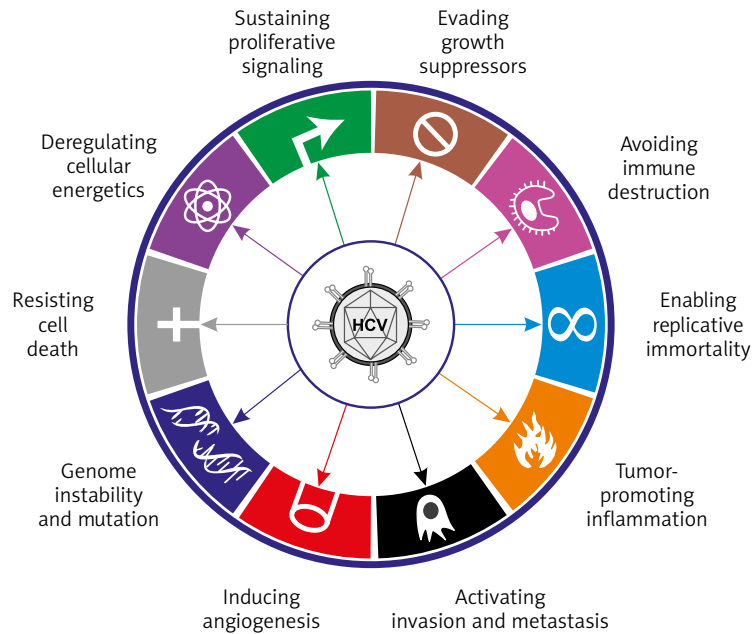 Sustaining
proliferative
signaling
Evading
growth
suppressors
Deregulating
cellular
energetics
Avoiding
immune
destruction
Resisting
cell
death
HCV
Enabling
replicative
immortality
Genome
instability
and mutation
Tumor-
promoting
inflammation
Inducing
angiogenesis
Activating
invasion and metastasis